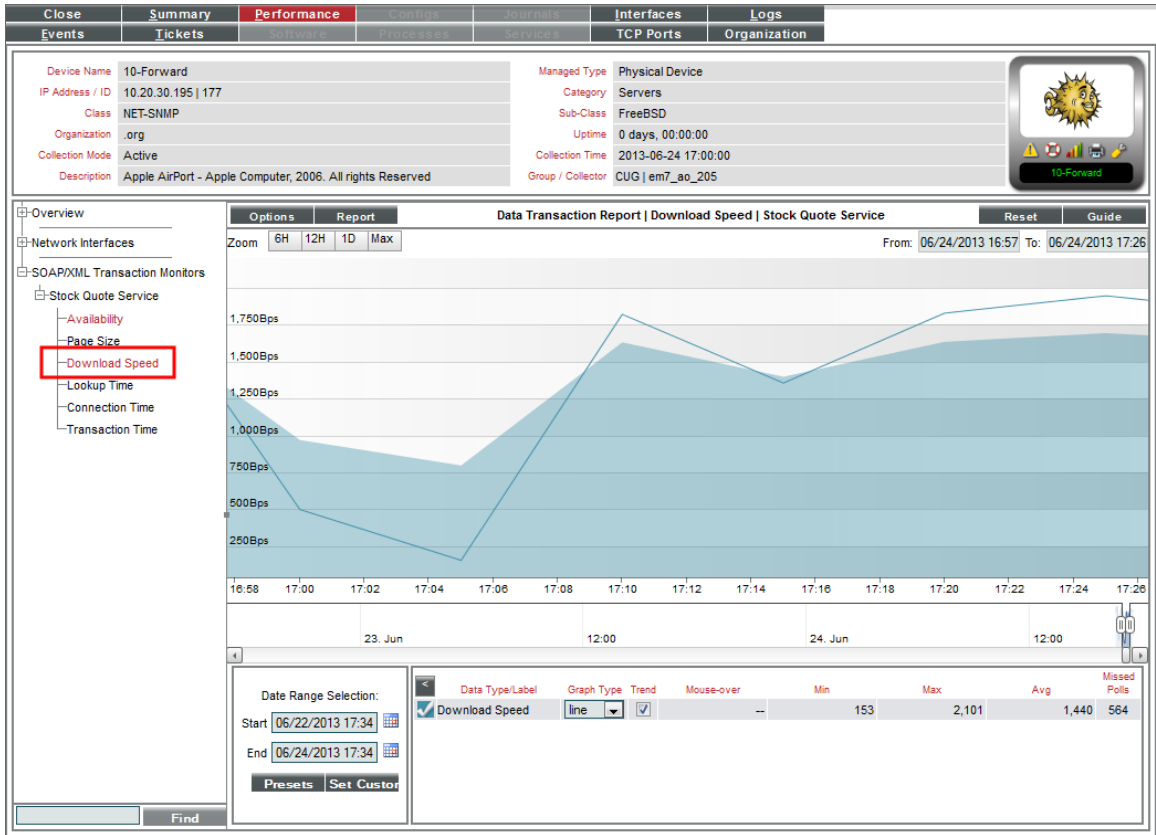 Close Summary Performance Configs Journals Interfaces Logs
Events Tickets Software Processes Services TCP Ports Organization
Device Name 10-Forward Managed Type Physical Device
IP Address / ID 10.20.30.195 | 177 Category Servers
Class NET-SNMP Sub-Class FreeBSD
Organization .org Uptime 0 days, 00:00:00
Collection Mode Active Collection Time 2013-06-24 17:00:00
Description Apple AirPort - Apple Computer, 2006. All rights Reserved Group / Collector CUG | em7_ao_205
10-Forward
Overview
Network Interfaces
SOAP/XML Transaction Monitors
Stock Quote Service
Availability
Page Size
Download Speed
Lookup Time
Connection Time
Transaction Time
Find
Options Report Data Transaction Report | Download Speed | Stock Quote Service Reset Guide
Zoom 6H 12H 1D Max From: 06/24/2013 16:57 To: 06/24/2013 17:26
1,750Bps
1,500Bps
1,250Bps
1,000Bps
750Bps
500Bps
250Bps
16:58 17:00 17:02 17:04 17:06 17:08 17:10 17:12 17:14 17:16 17:18 17:20 17:22 17:24 17:26
23. Jun 12:00 24. Jun 12:00
Date Range Selection:
Start 06/22/2013 17:34
End 06/24/2013 17:34
Presets Set Custor
< Data Type/Label Graph Type Trend Mouse-over Min Max Avg Missed Polls
Download Speed line -- 153 2,101 1,440 564